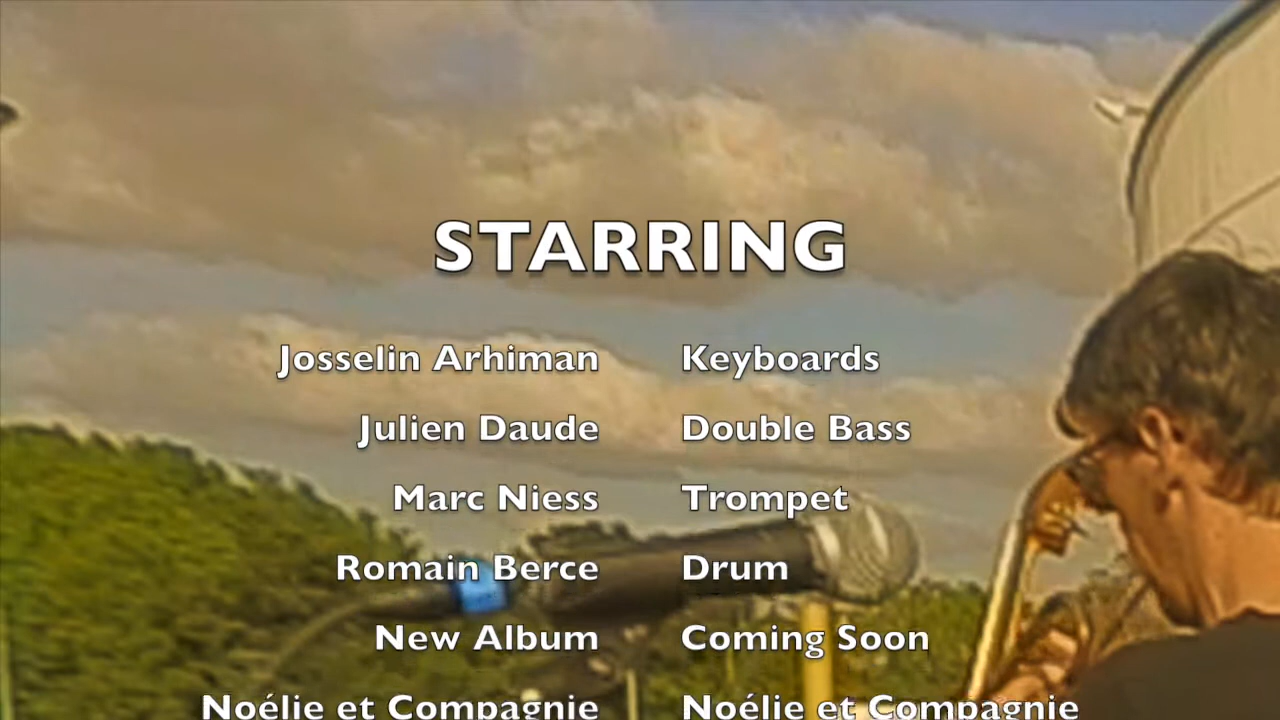 STARRING
Josselin Arhiman Keyboards
Julien Daude Double Bass
Marc Niess Trompet
Romain Berce Drum
New Album Coming Soon
Noélie et Compagnie Noélie et Compagnie